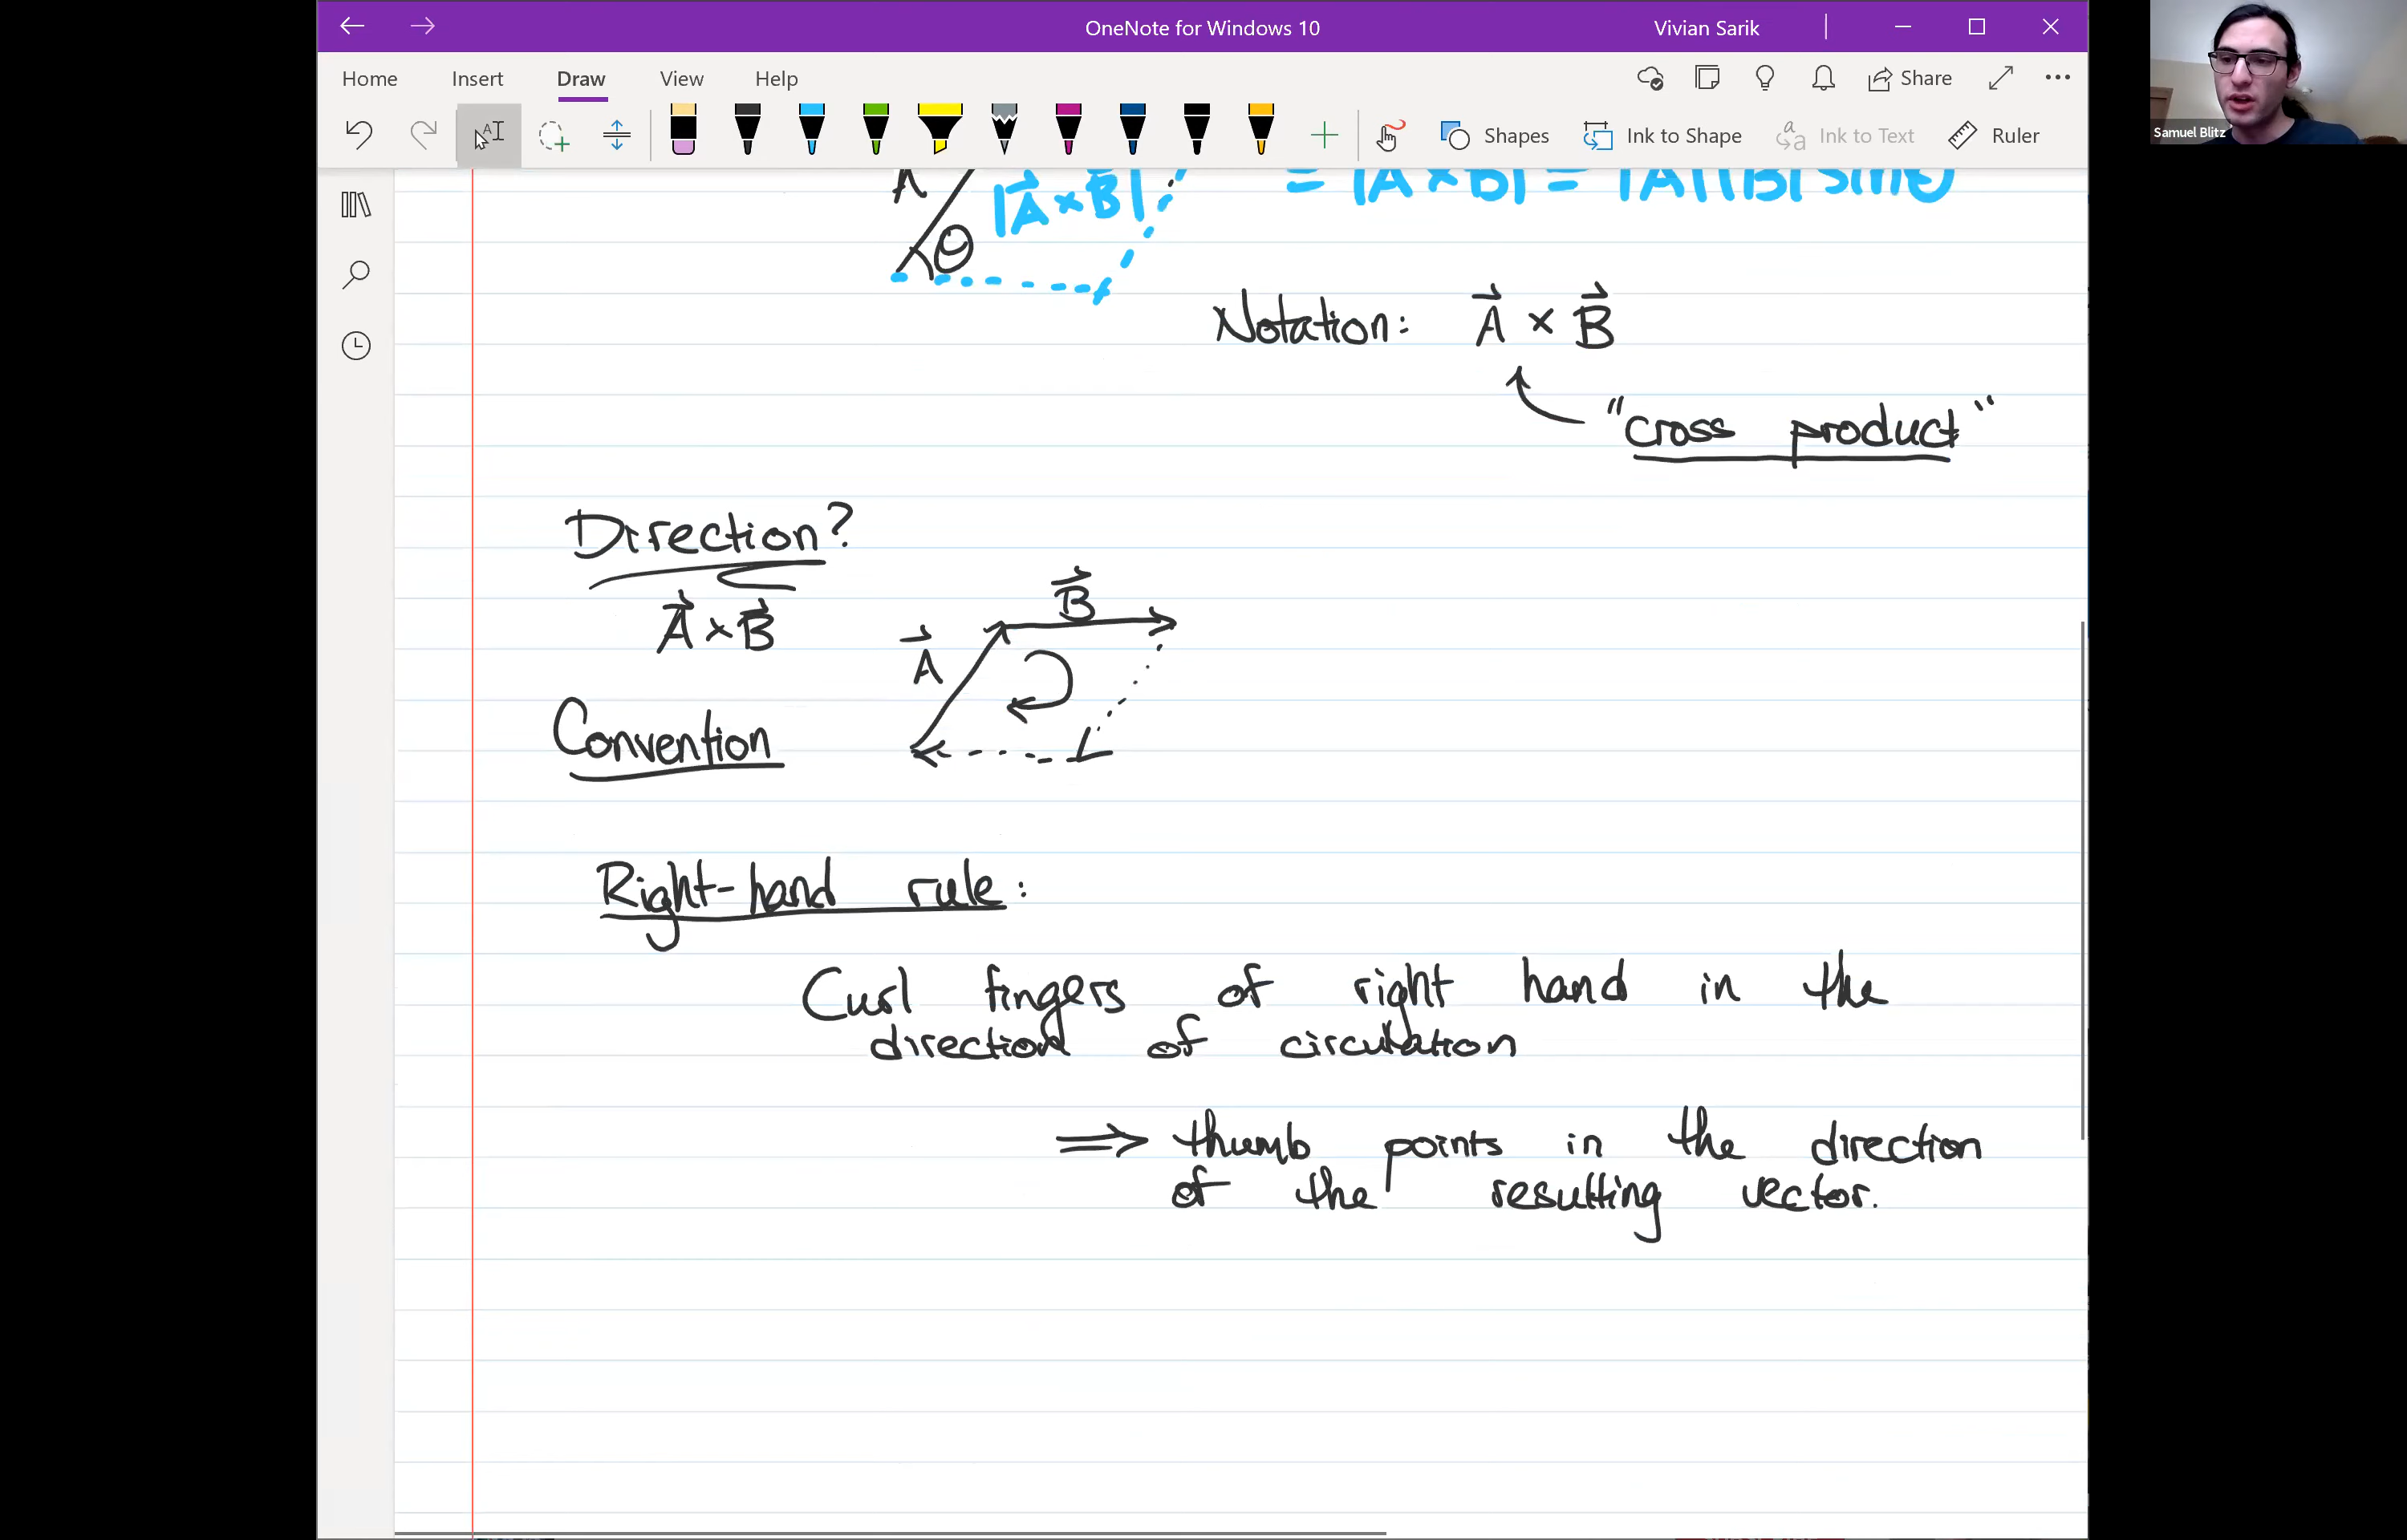 OneNote for Windows 10
Vivian Sarik
Home Insert Draw View Help
Share
Shapes Ink to Shape Ink to Text Ruler
Samuel Blitz
A |A × B| = |A × B| = |A| |B| sin θ
θ
Notation: A × B
"cross product"
Direction?
A × B
B
A
Convention
Right-hand rule:
Curl fingers of right hand in the
direction of circulation
⇒ thumb points in the direction
of the resulting vector.